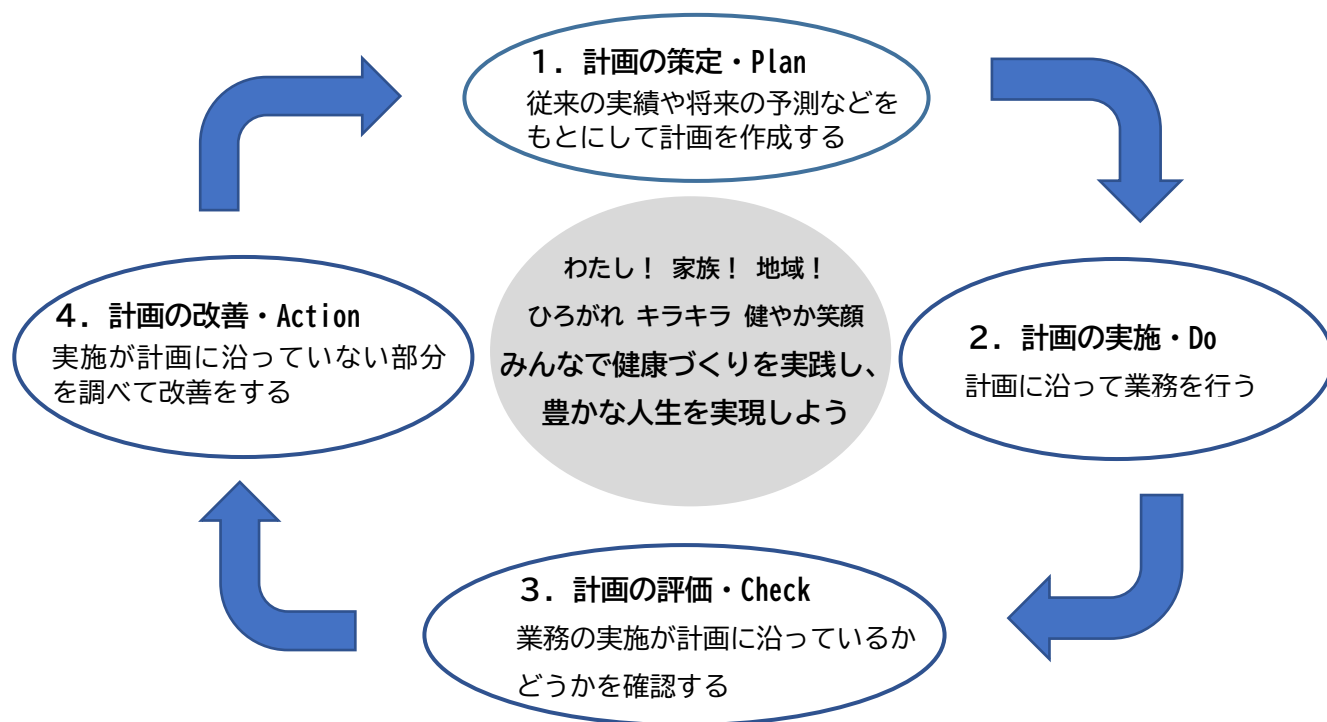 1. 計画の策定・Plan
従来の実績や将来の予測などを
もとにして計画を作成する
わたし! 家族! 地域!
ひろがれ キラキラ 健やか笑顔
みんなで健康づくりを実践し、
豊かな人生を実現しよう
2. 計画の実施・Do
計画に沿って業務を行う
3. 計画の評価・Check
業務の実施が計画に沿っているか
どうかを確認する
4. 計画の改善・Action
実施が計画に沿っていない部分
を調べて改善をする